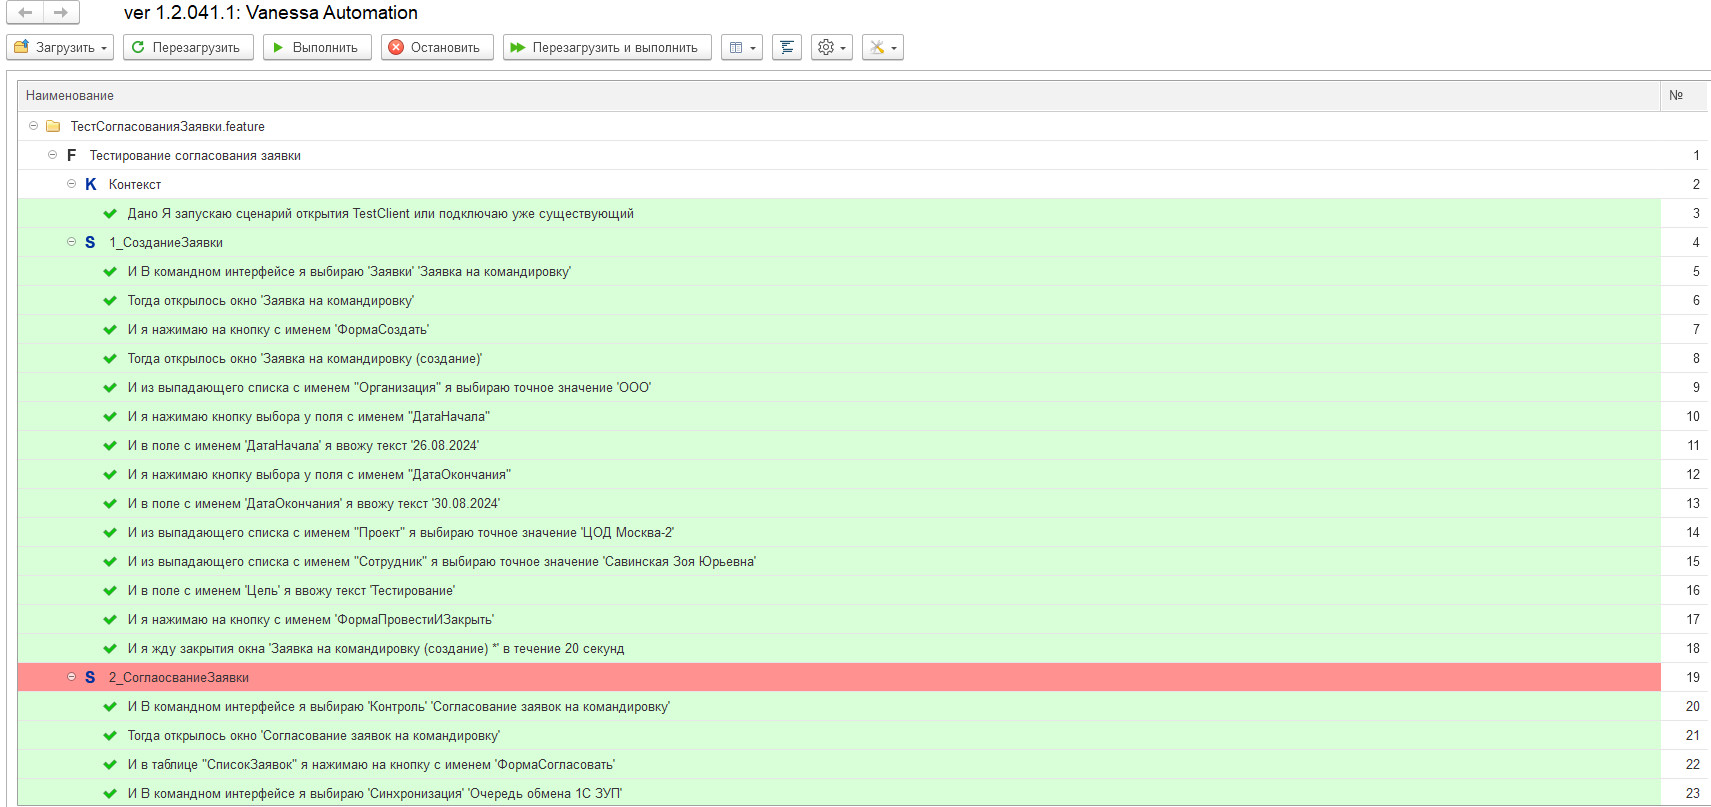 ver 1.2.041.1: Vanessa Automation
Загрузить Перезагрузить Выполнить Остановить Перезагрузить и выполнить
Наименование №
ТестСогласованияЗаявки.feature
F Тестирование согласования заявки 1
К Контекст 2
Дано Я запускаю сценарий открытия TestClient или подключаю уже существующий 3
S 1_СозданиеЗаявки 4
И В командном интерфейсе я выбираю 'Заявки' 'Заявка на командировку' 5
Тогда открылось окно 'Заявка на командировку' 6
И я нажимаю на кнопку с именем 'ФормаСоздать' 7
Тогда открылось окно 'Заявка на командировку (создание)' 8
И из выпадающего списка с именем "Организация" я выбираю точное значение 'ООО' 9
И я нажимаю кнопку выбора у поля с именем "ДатаНачала" 10
И в поле с именем 'ДатаНачала' я ввожу текст '26.08.2024' 11
И я нажимаю кнопку выбора у поля с именем "ДатаОкончания" 12
И в поле с именем 'ДатаОкончания' я ввожу текст '30.08.2024' 13
И из выпадающего списка с именем "Проект" я выбираю точное значение 'ЦОД Москва-2' 14
И из выпадающего списка с именем "Сотрудник" я выбираю точное значение 'Савинская Зоя Юрьевна' 15
И в поле с именем 'Цель' я ввожу текст 'Тестирование' 16
И я нажимаю на кнопку с именем 'ФормаПровестиИЗакрыть' 17
И я жду закрытия окна 'Заявка на командировку (создание) *' в течение 20 секунд 18
S 2_СоглаосваниеЗаявки 19
И В командном интерфейсе я выбираю 'Контроль' 'Согласование заявок на командировку' 20
Тогда открылось окно 'Согласование заявок на командировку' 21
И в таблице "СписокЗаявок" я нажимаю на кнопку с именем 'ФормаСогласовать' 22
И В командном интерфейсе я выбираю 'Синхронизация' 'Очередь обмена 1С ЗУП' 23